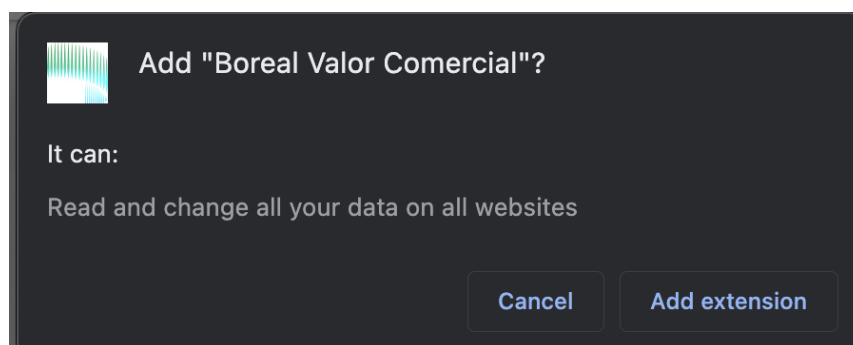 Add "Boreal Valor Comercial"?
It can:
Read and change all your data on all websites
Cancel
Add extension